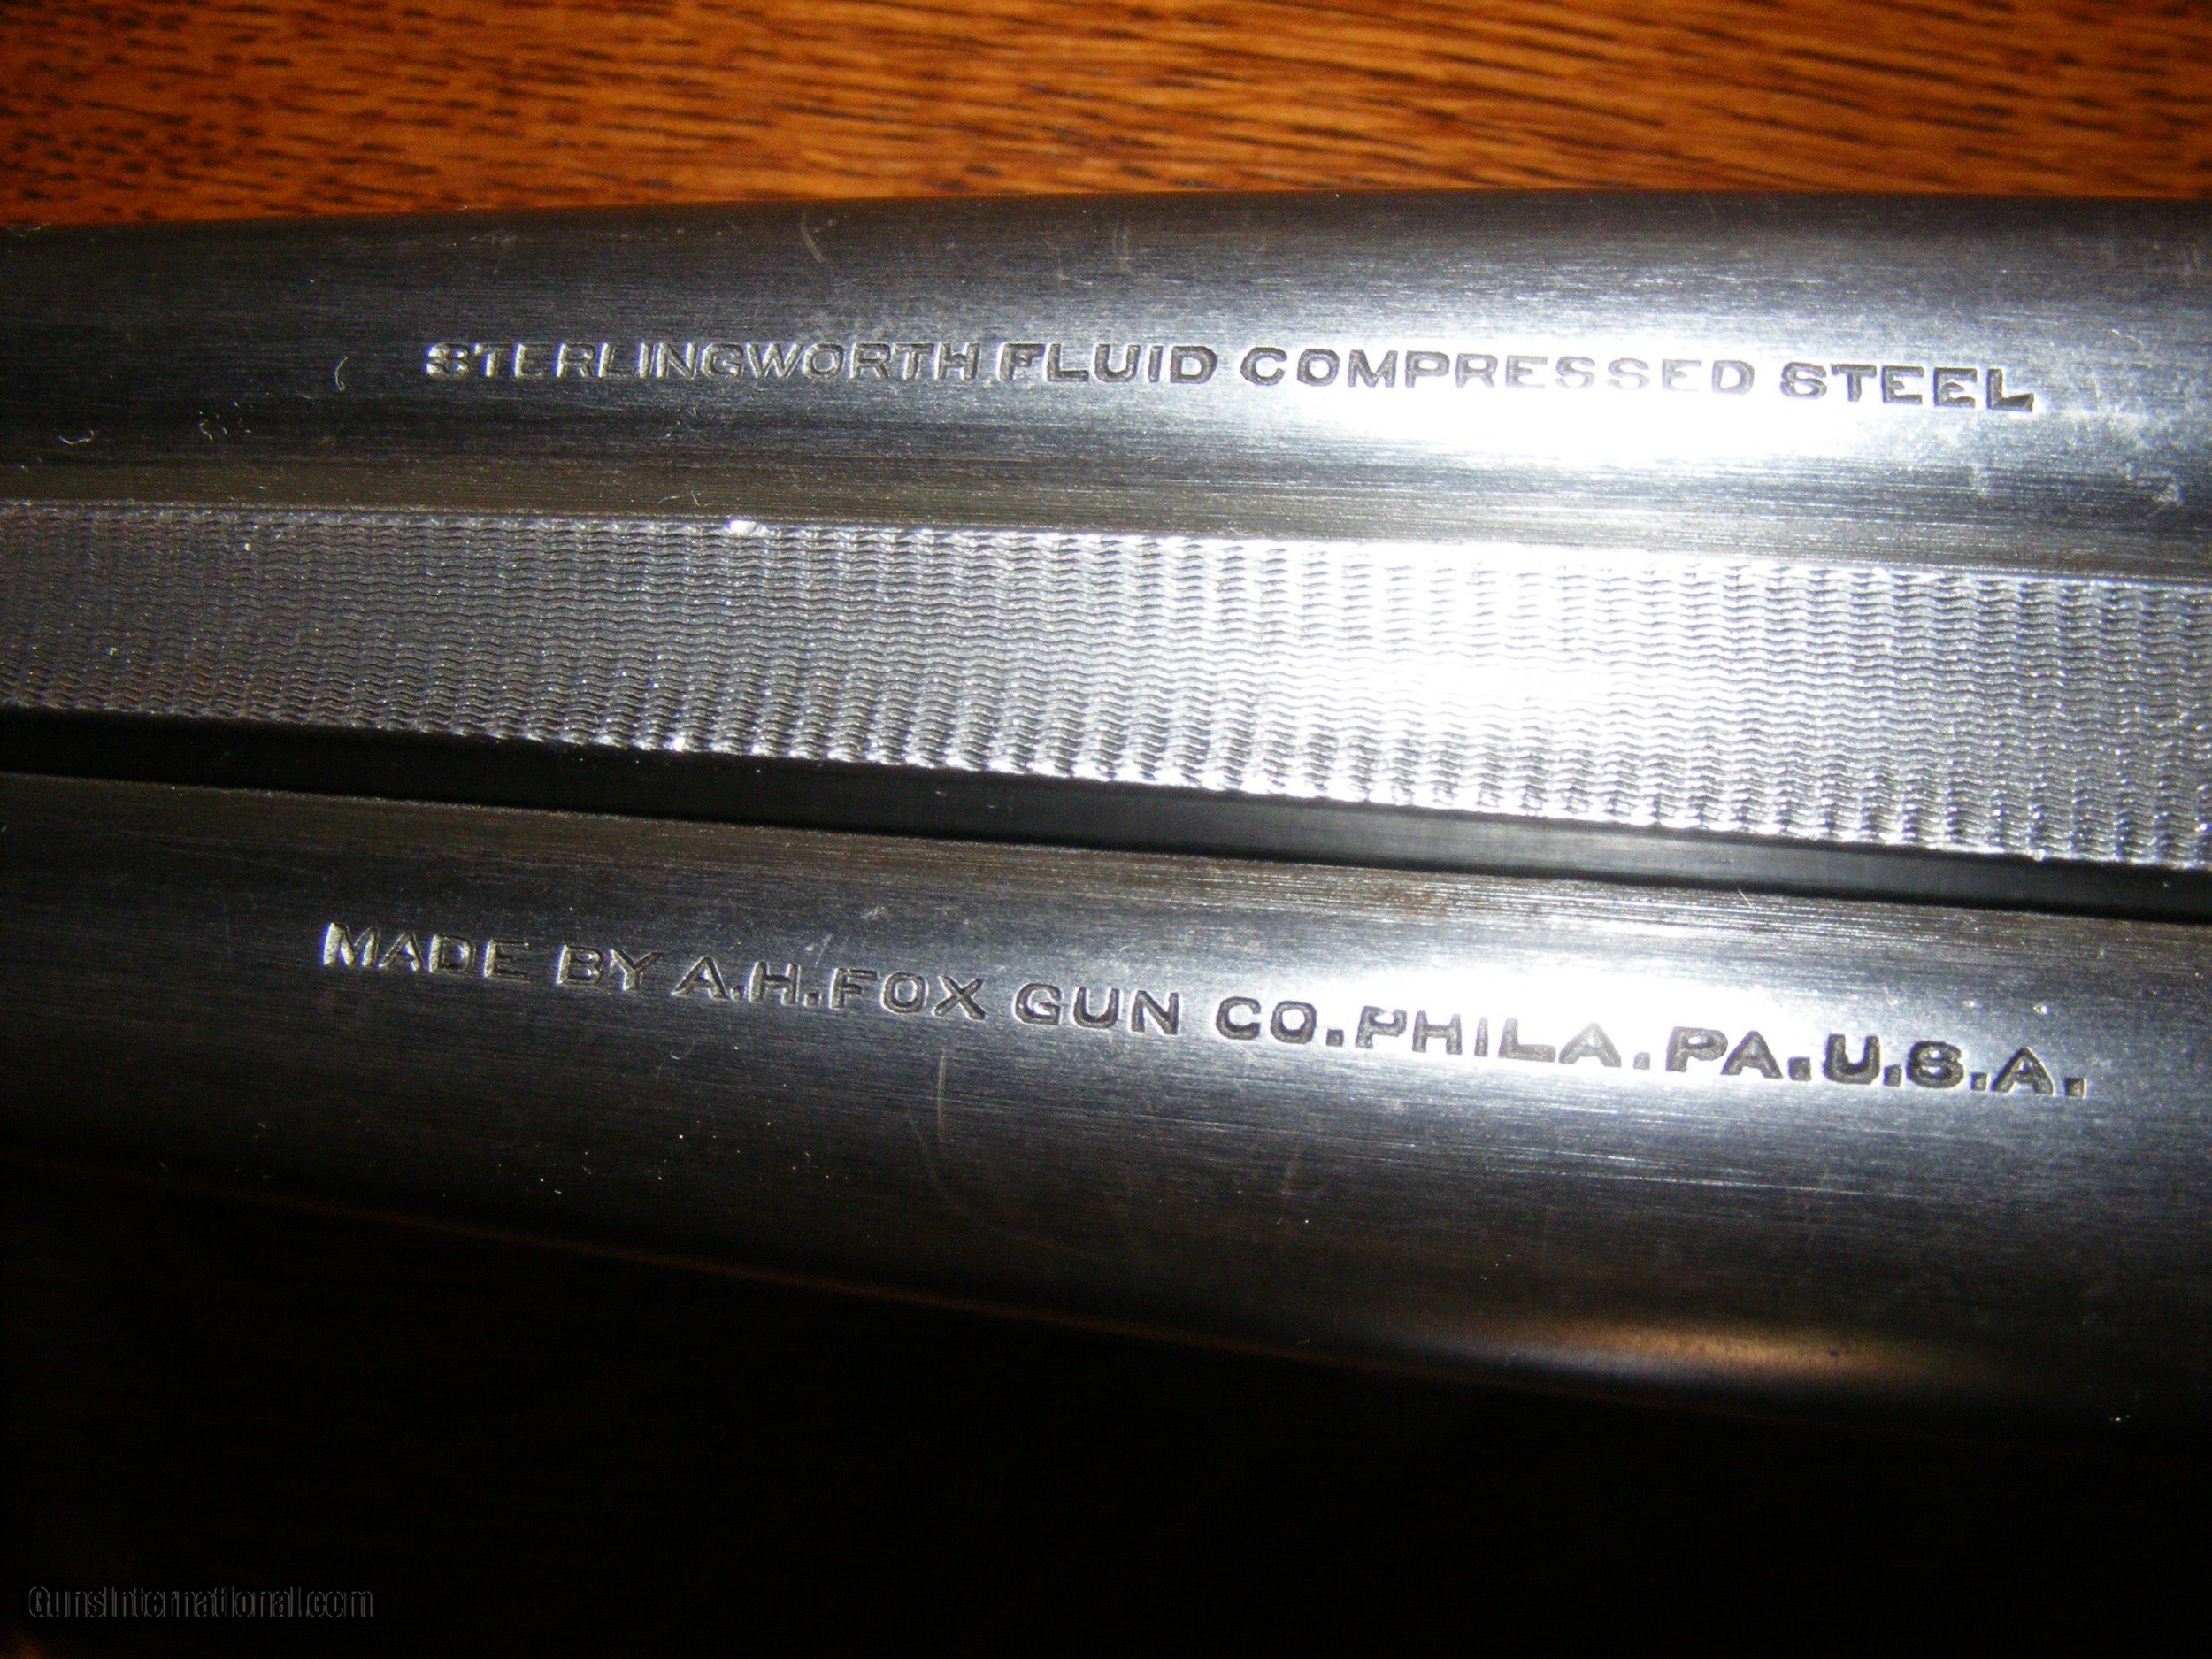 STERLINGWORTH FLUID COMPRESSED STEEL
MADE BY A.H.FOX GUN CO.PHILA.PA.U.S.A.
GunsInternational.com